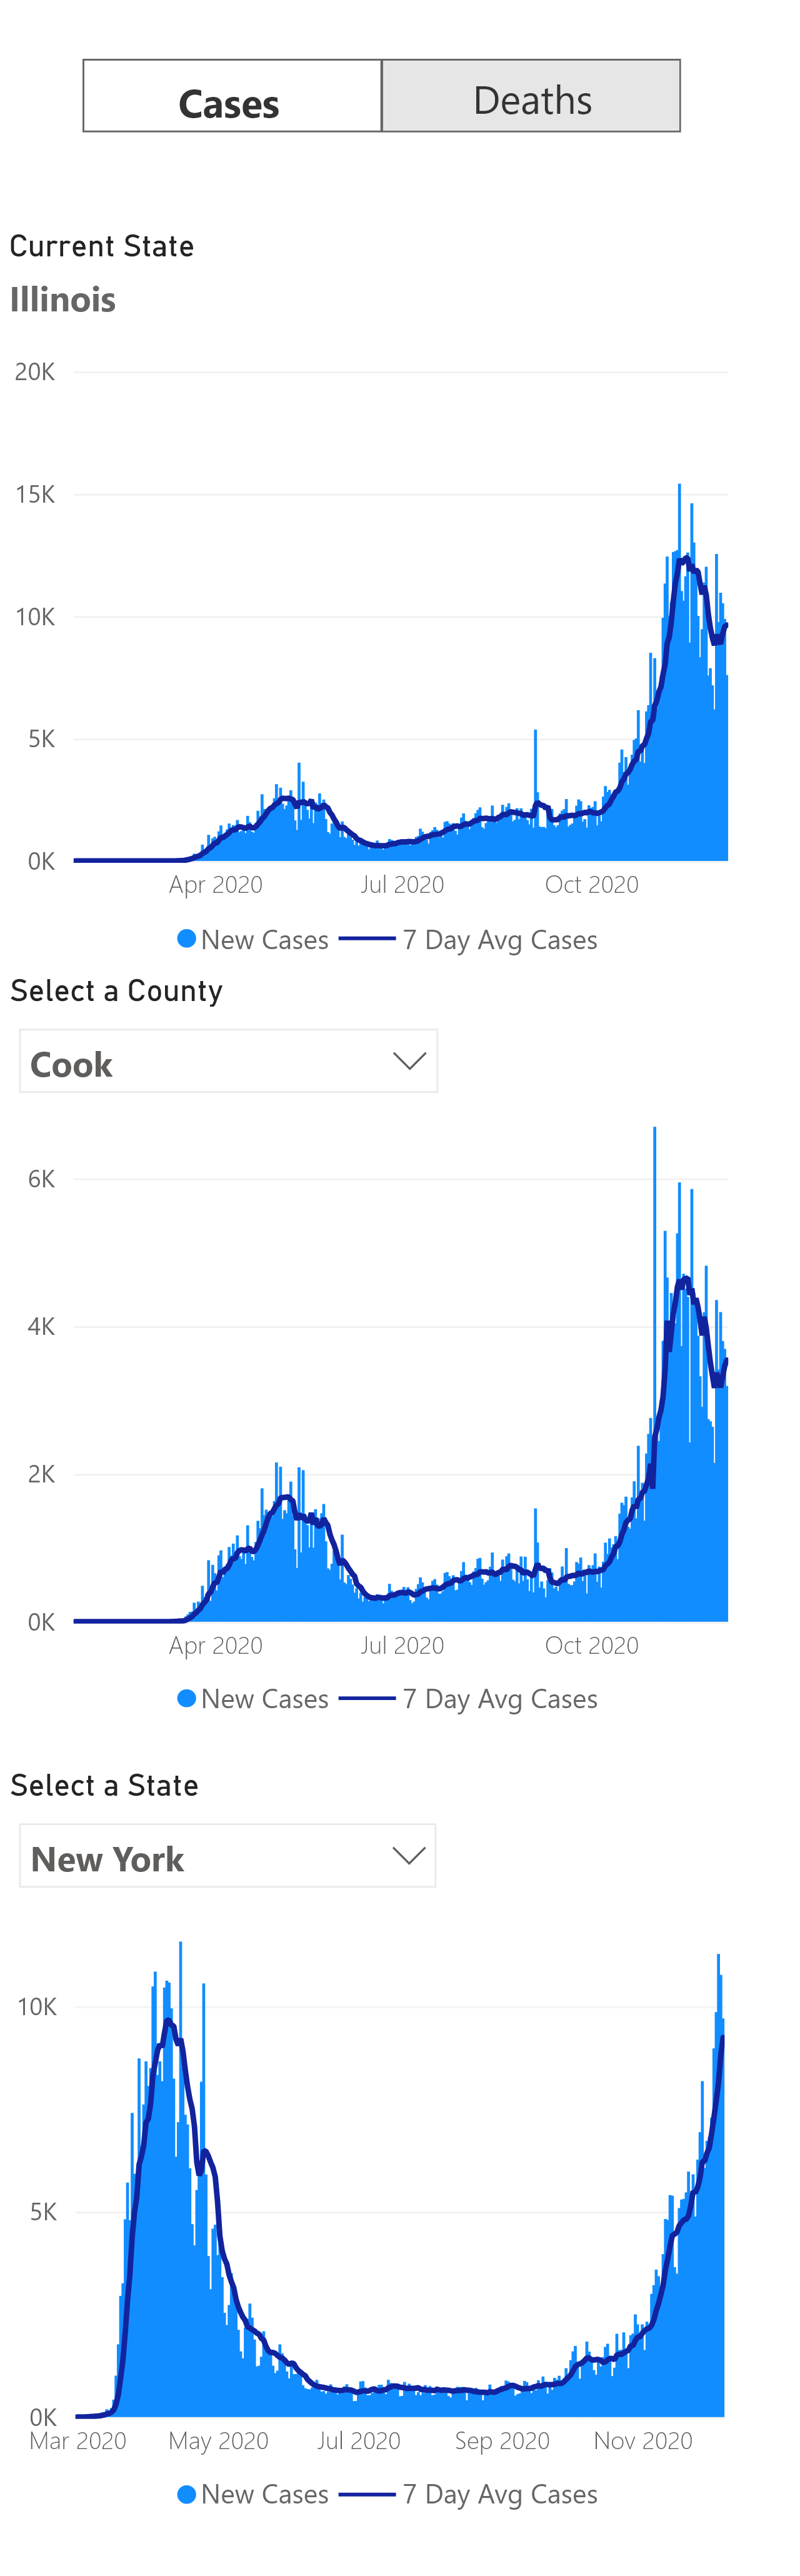 Cases Deaths
Current State
Illinois
20K
15K
10K
5K
0K
Apr 2020 Jul 2020 Oct 2020
New Cases 7 Day Avg Cases
Select a County
Cook
6K
4K
2K
0K
Apr 2020 Jul 2020 Oct 2020
New Cases 7 Day Avg Cases
Select a State
New York
10K
5K
0K
Mar 2020 May 2020 Jul 2020 Sep 2020 Nov 2020
New Cases 7 Day Avg Cases